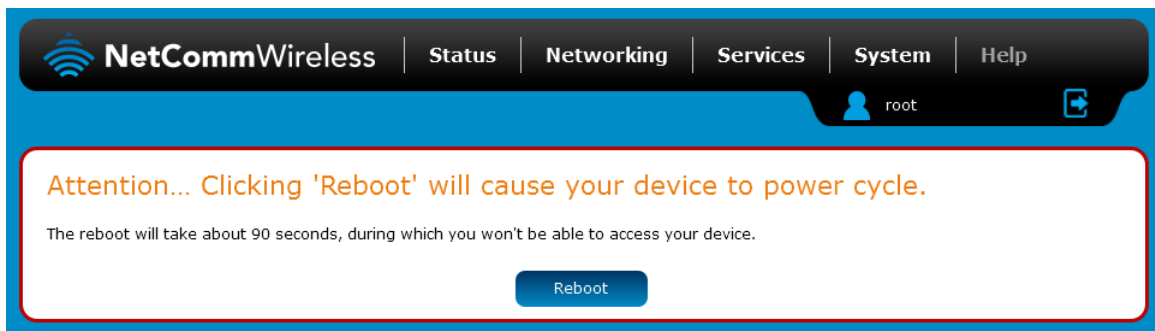 NetCommWireless Status Networking Services System Help
root
Attention... Clicking 'Reboot' will cause your device to power cycle.
The reboot will take about 90 seconds, during which you won't be able to access your device.
Reboot